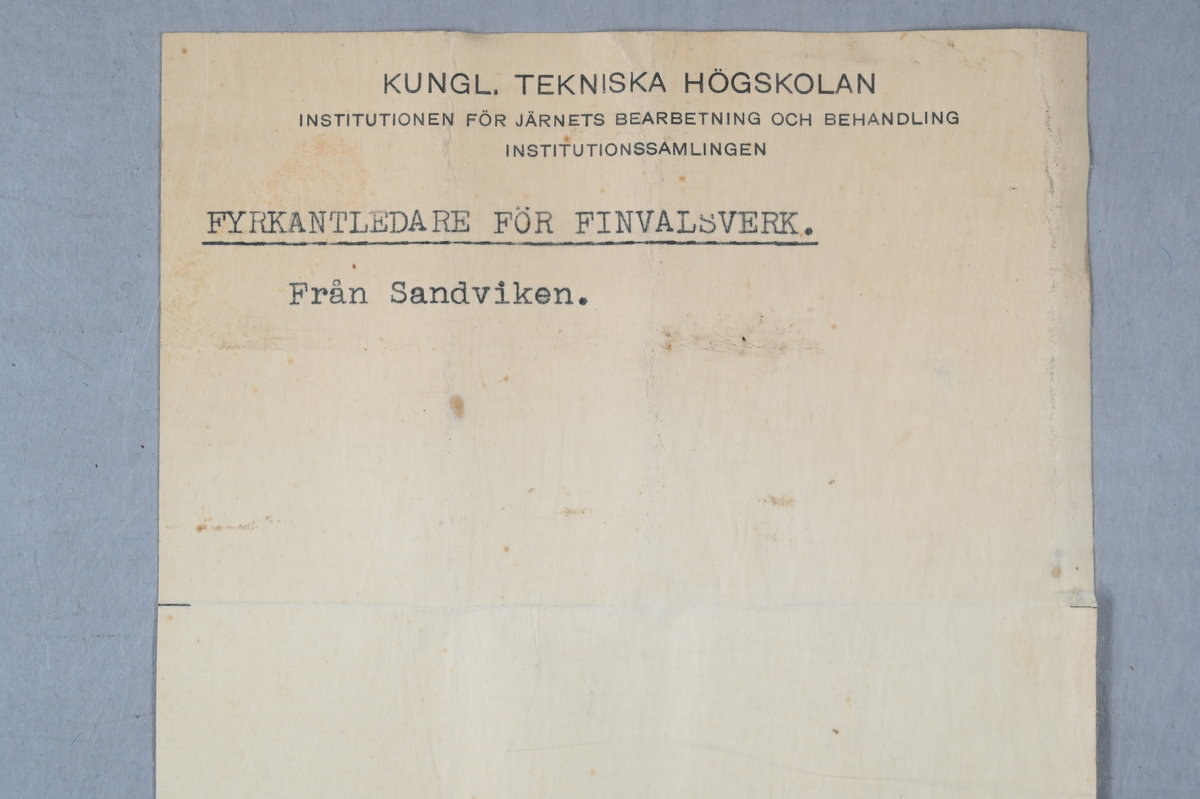 KUNGL. TEKNISKA HÖGSKOLAN
INSTITUTIONEN FÖR JÄRNETS BEARBETNING OCH BEHANDLING
INSTITUTIONSSAMLINGEN
FYRKANTLEDARE FÖR FINVALSVERK.
Från Sandviken.